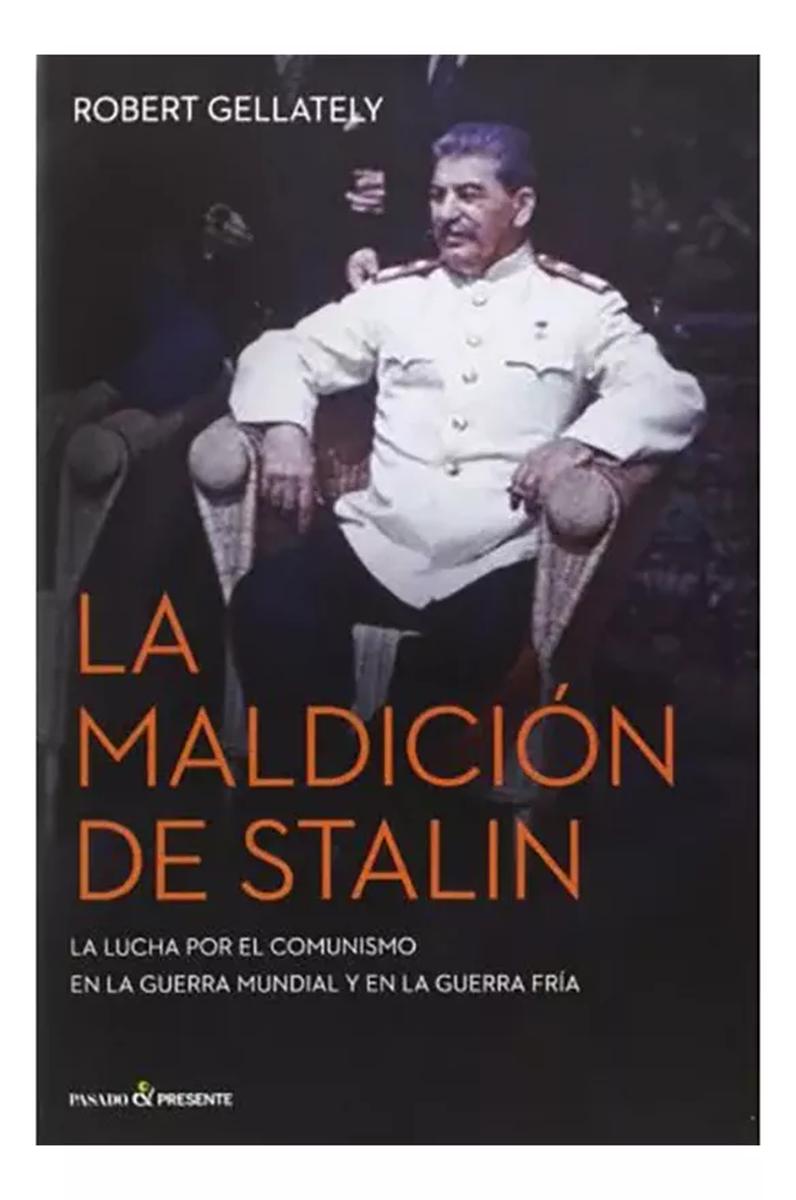 ROBERT GELLATELY
LA
MALDICIÓN
DE STALIN
LA LUCHA POR EL COMUNISMO
EN LA GUERRA MUNDIAL Y EN LA GUERRA FRÍA
PASADO & PRESENTE